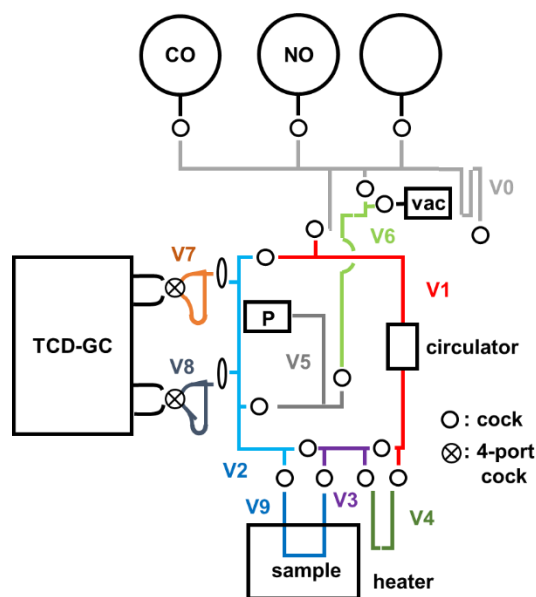 CO
NO
V0
vac
V6
V7
V1
P
TCD-GC
V5
circulator
V8
: cock
: 4-port
cock
V2
V3
V9
V4
sample
heater